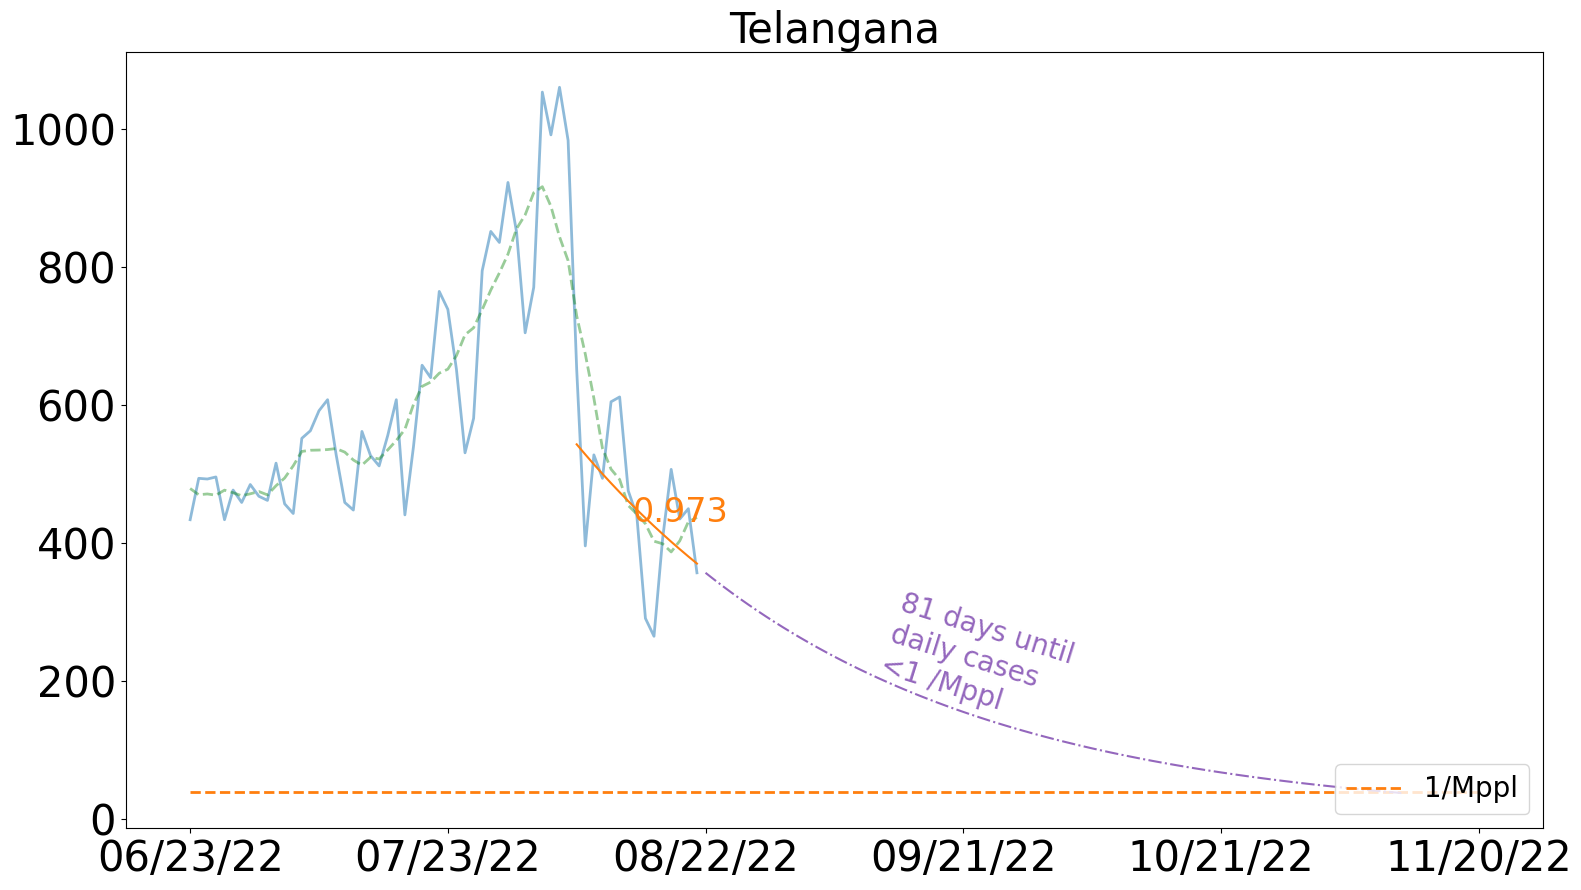 Telangana
1000
800
600
400
200
0
0.973
81 days until
daily cases
<1 /Mppl
1/Mppl
06/23/22
07/23/22
08/22/22
09/21/22
10/21/22
11/20/22